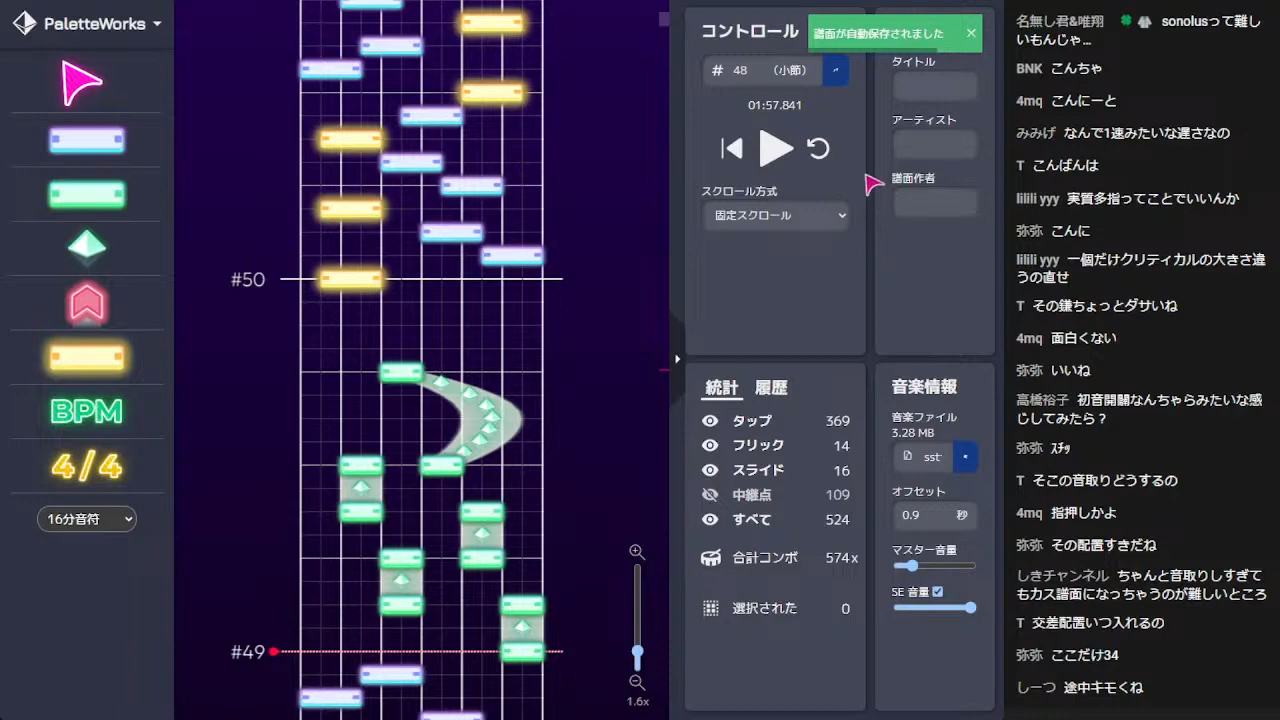 PaletteWorks
BPM
4/4
16分音符
#50
#49
1.6x
コントロール
譜面が自動保存されました
# 48 (小節)
01:57.841
スクロール方式
固定スクロール
タイトル
アーティスト
譜面作者
統計 履歴
タップ 369
フリック 14
スライド 16
中継点 109
すべて 524
合計コンボ 574x
選択された 0
音楽情報
音楽ファイル
3.28 MB
sst
オフセット
0.9 秒
マスター音量
SE 音量
名無し君&唯翔 sonolusって難し
いもんじゃ…
BNK こんちゃ
4mq こんにーと
みみげ なんで1速みたいな遅さなの
T こんばんは
lilili yyy 実質多指ってことでいいんか
弥弥 こんに
lilili yyy 一個だけクリティカルの大きさ違
うの直せ
T その鎌ちょっとダサいね
4mq 面白くない
弥弥 いいね
高橋裕子 初音開闢なんちゃらみたいな感
じしてみたら？
弥弥 ｽﾁｯ
T そこの音取りどうするの
4mq 指押しかよ
弥弥 その配置すきだね
しきチャンネル ちゃんと音取りしすぎて
もカス譜面になっちゃうのが難しいところ
T 交差配置いつ入れるの
弥弥 ここだけ34
しーつ 途中キモくね